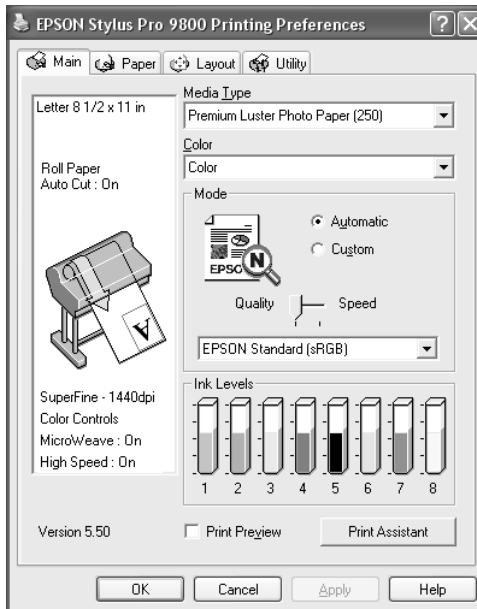 EPSON Stylus Pro 9800 Printing Preferences
Main Paper Layout Utility
Letter 8 1/2 x 11 in
Roll Paper
Auto Cut : On
SuperFine - 1440dpi
Color Controls
MicroWeave : On
High Speed : On
Version 5.50
Media Type
Premium Luster Photo Paper (250)
Color
Color
Mode
EPSO
N
Automatic
Custom
Quality Speed
EPSON Standard (sRGB)
Ink Levels
1 2 3 4 5 6 7 8
Print Preview
Print Assistant
OK Cancel Apply Help
A